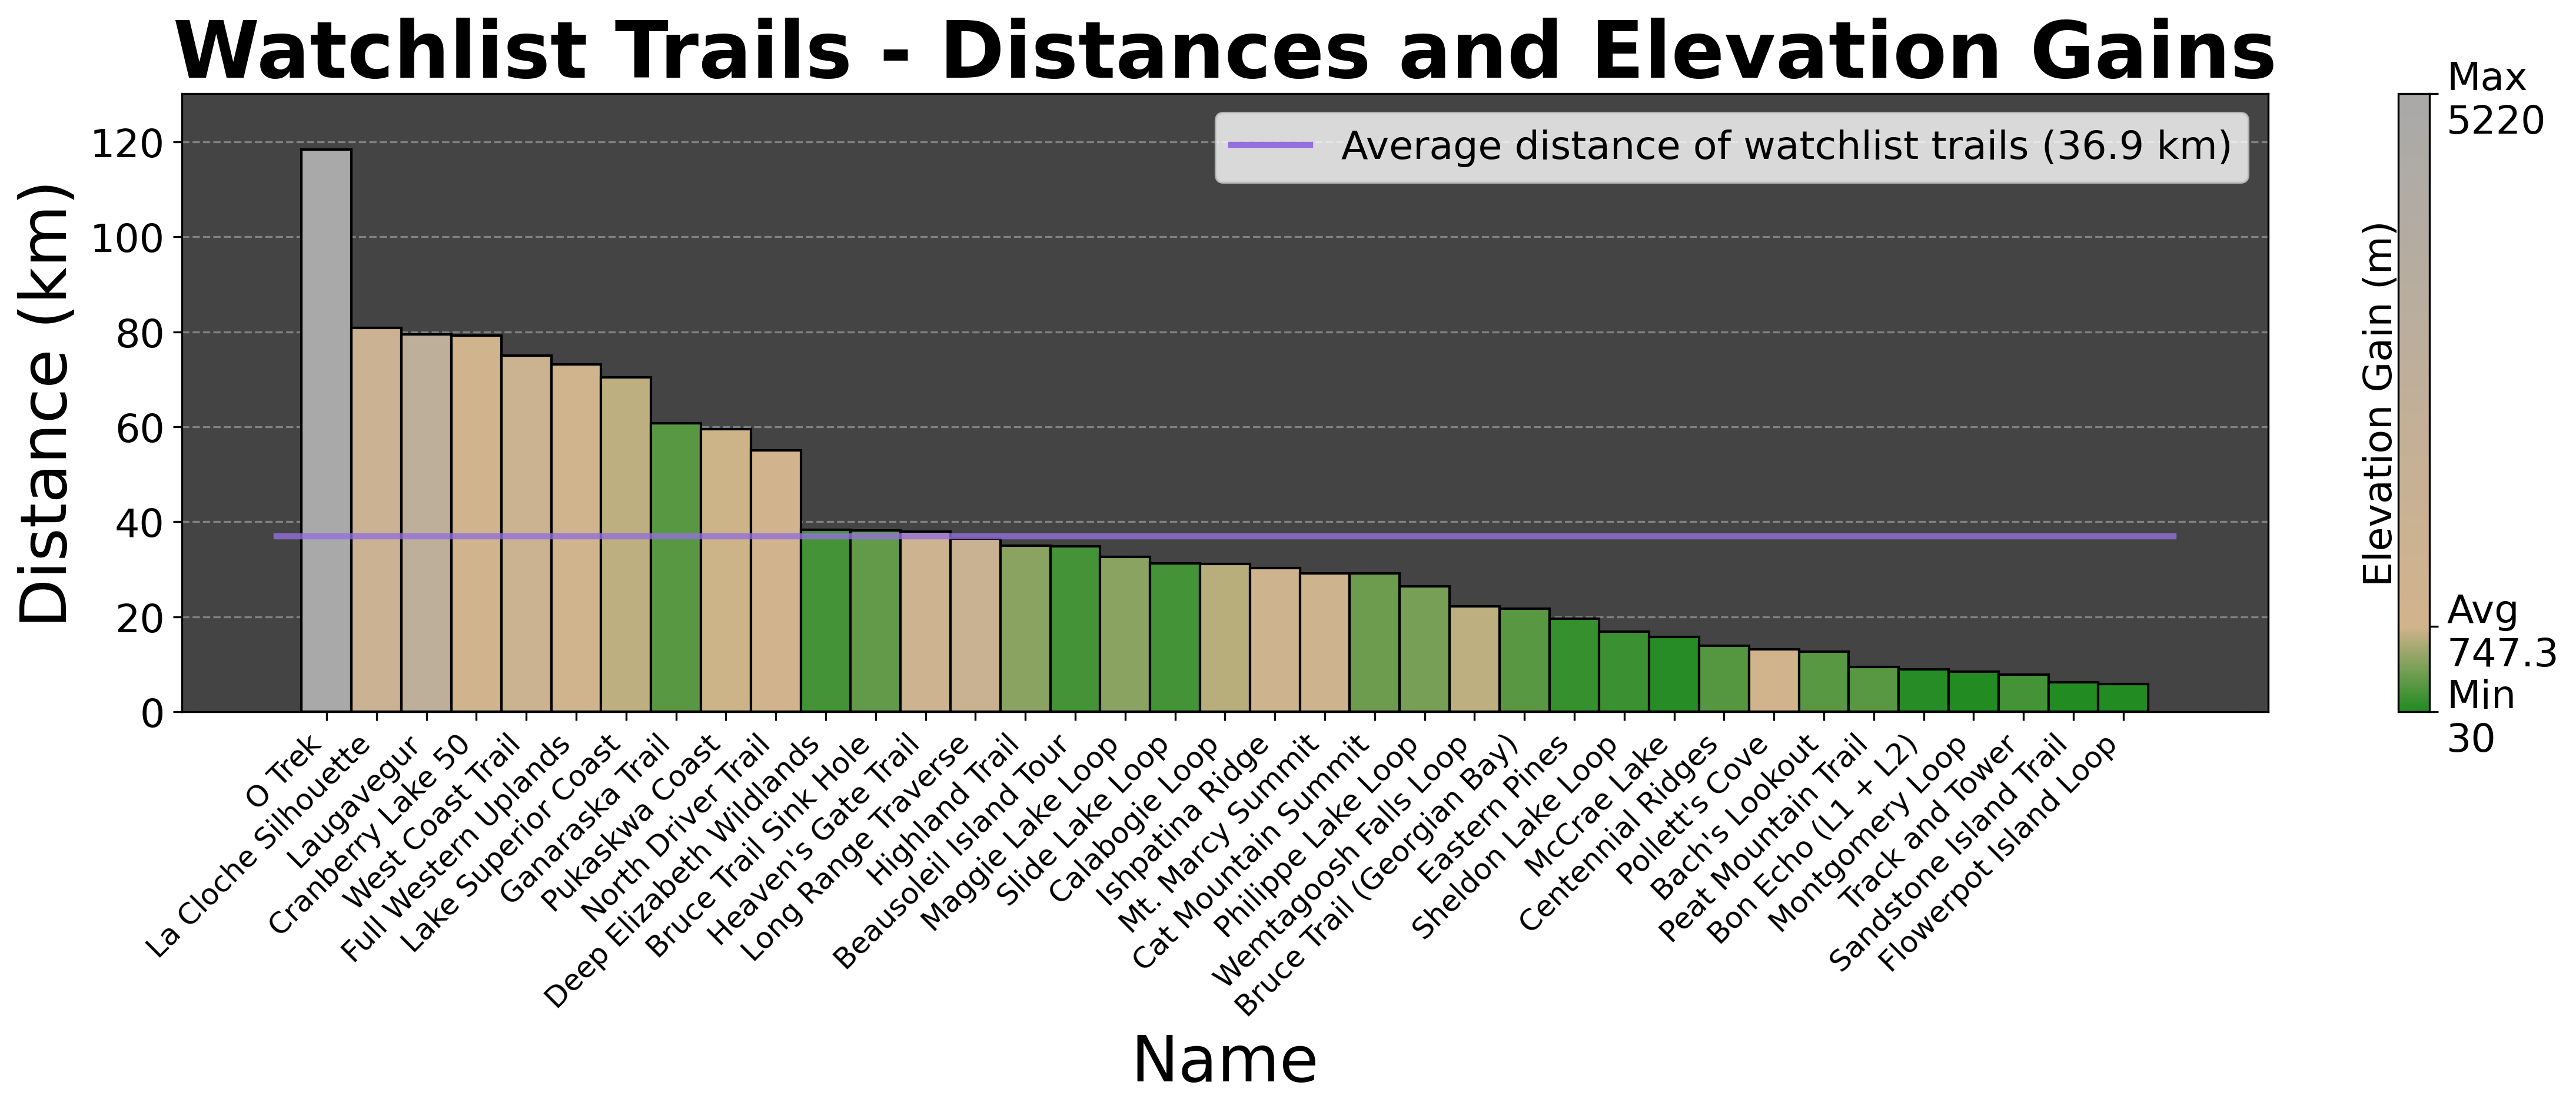 Watchlist Trails - Distances and Elevation Gains
Distance (km)
120
100
80
60
40
20
0
Average distance of watchlist trails (36.9 km)
O Trek
La Cloche Silhouette
Laugavegur
Cranberry Lake 50
West Coast Trail
Full Western Uplands
Lake Superior Coast
Ganaraska Trail
Pukaskwa Coast
North Driver Trail
Deep Elizabeth Wildlands
Bruce Trail Sink Hole
Heaven's Gate Trail
Long Range Traverse
Highland Trail
Beausoleil Island Tour
Maggie Lake Loop
Slide Lake Loop
Calabogie Loop
Ishpatina Ridge
Mt. Marcy Summit
Cat Mountain Summit
Philippe Lake Loop
Wemtagoosh Falls Loop
Bruce Trail (Georgian Bay)
Eastern Pines
Sheldon Lake Loop
McCrae Lake
Centennial Ridges
Pollett's Cove
Bach's Lookout
Peat Mountain Trail
Bon Echo (L1 + L2)
Montgomery Loop
Track and Tower
Sandstone Island Trail
Flowerpot Island Loop
Name
Elevation Gain (m)
Max
5220
Avg
747.3
Min
30